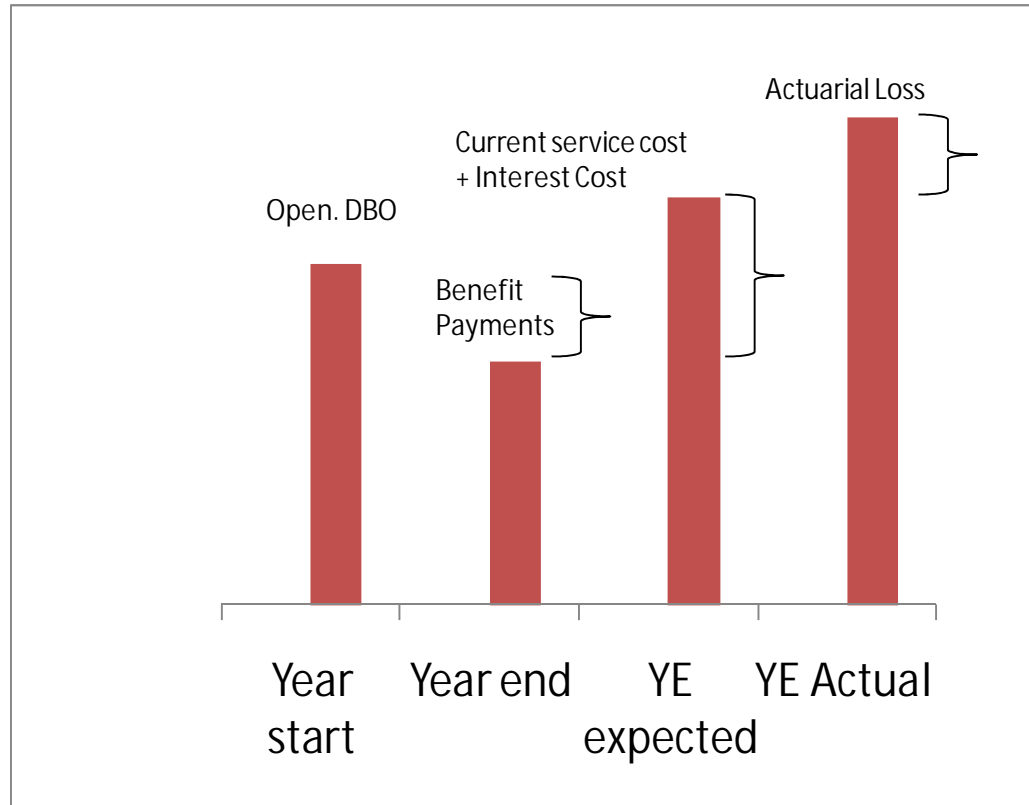 Actuarial Loss
Current service cost
+ Interest Cost
Open. DBO
Benefit
Payments
Year
start
Year end
YE
expected
YE Actual